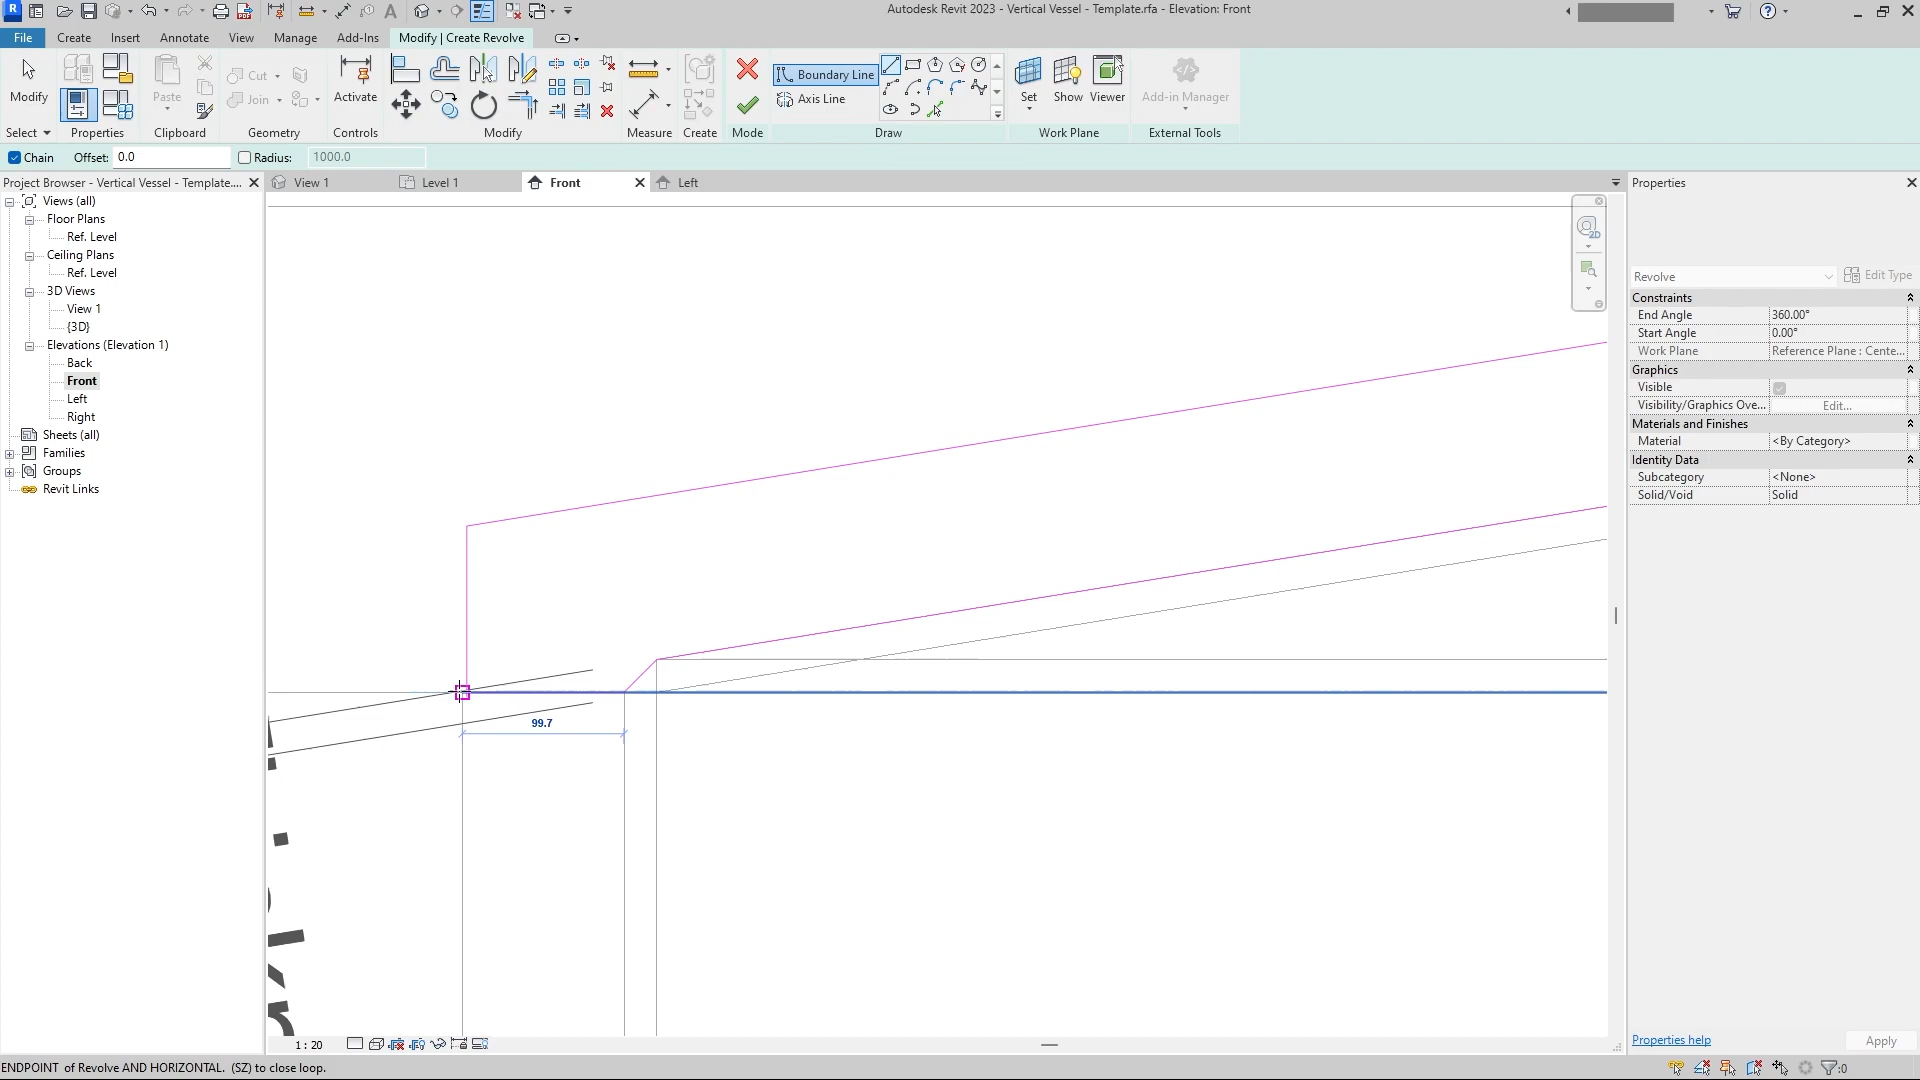 Autodesk Revit 2023 - Vertical Vessel - Template.rfa - Elevation: Front
File Create Insert Annotate View Manage Add-Ins Modify | Create Revolve
Modify
Paste
Cut
Join
Activate
Boundary Line
Axis Line
Set
Show
Viewer
Add-in Manager
Select Properties Clipboard Geometry Controls Modify Measure Create Mode Draw Work Plane External Tools
Chain Offset: 0.0 Radius: 1000.0
Project Browser - Vertical Vessel - Template....
View 1 Level 1 Front Left
Properties
Views (all)
Floor Plans
Ref. Level
Ceiling Plans
Ref. Level
3D Views
View 1
{3D}
Elevations (Elevation 1)
Back
Front
Left
Right
Sheets (all)
Families
Groups
Revit Links
2D
99.7
Revolve Edit Type
Constraints
End Angle 360.00°
Start Angle 0.00°
Work Plane Reference Plane : Cente...
Graphics
Visible
Visibility/Graphics Ove... Edit...
Materials and Finishes
Material <By Category>
Identity Data
Subcategory <None>
Solid/Void Solid
Properties help Apply
1 : 20
ENDPOINT of Revolve AND HORIZONTAL. (SZ) to close loop.
:0